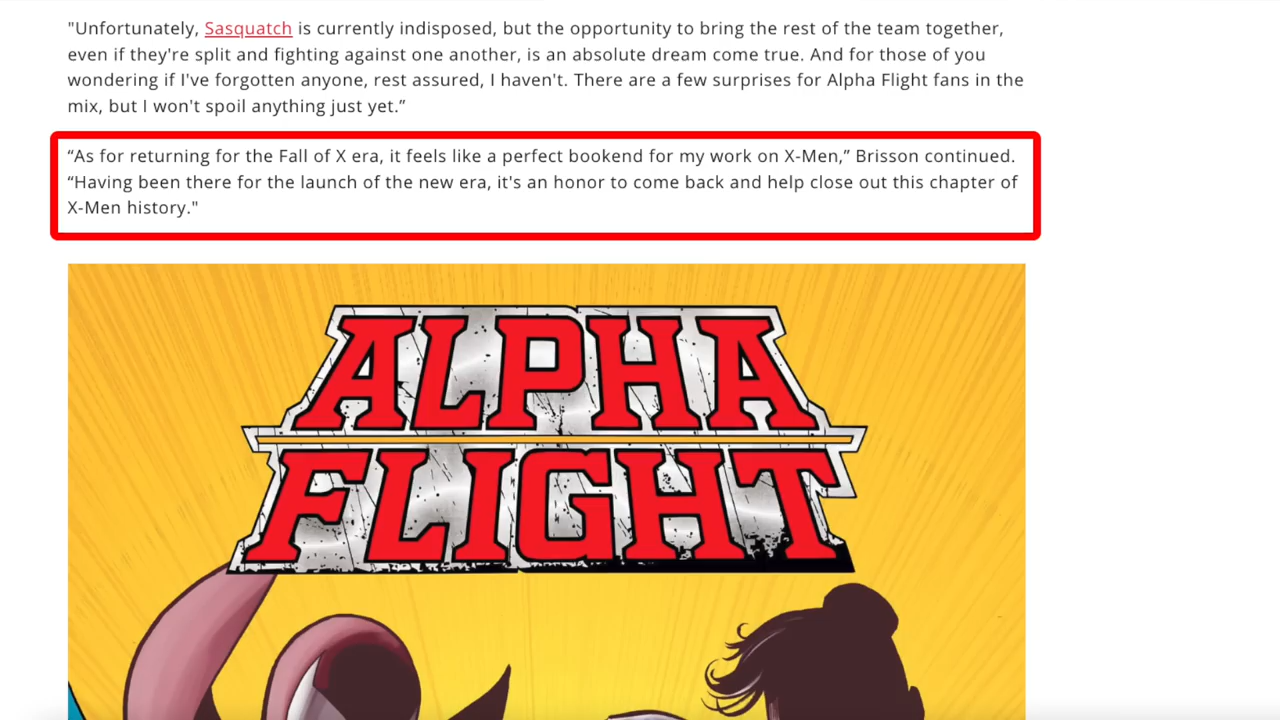 "Unfortunately, Sasquatch is currently indisposed, but the opportunity to bring the rest of the team together,
even if they're split and fighting against one another, is an absolute dream come true. And for those of you
wondering if I've forgotten anyone, rest assured, I haven't. There are a few surprises for Alpha Flight fans in the
mix, but I won't spoil anything just yet.”
“As for returning for the Fall of X era, it feels like a perfect bookend for my work on X-Men,” Brisson continued.
“Having been there for the launch of the new era, it's an honor to come back and help close out this chapter of
X-Men history."
ALPHA
FLIGHT